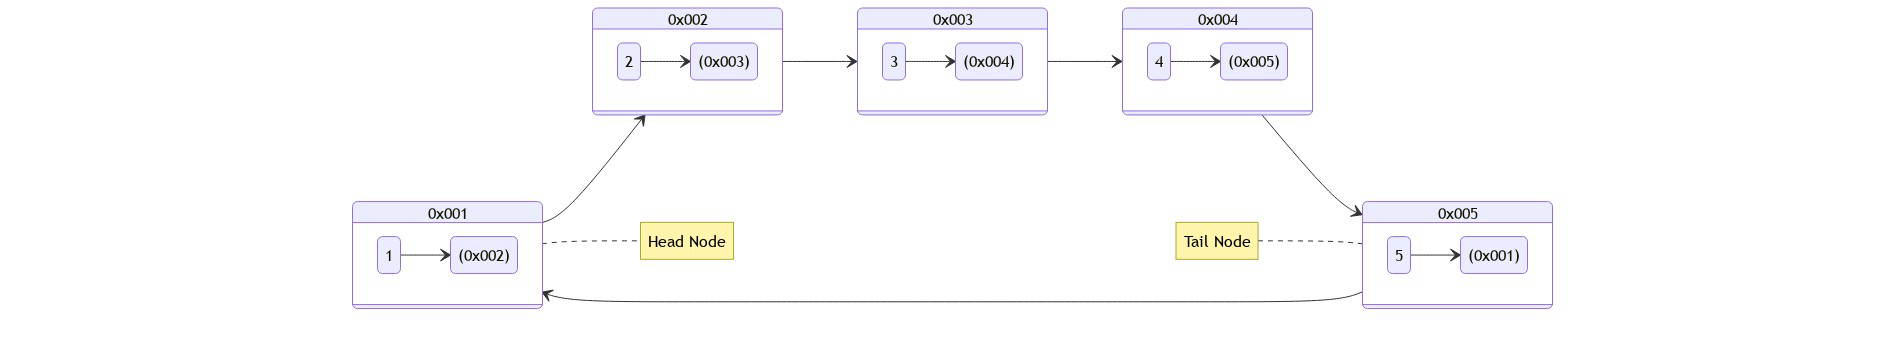 0x002
2
(0x003)
0x003
3
(0x004)
0x004
4
(0x005)
0x001
1
(0x002)
Head Node
Tail Node
0x005
5
(0x001)